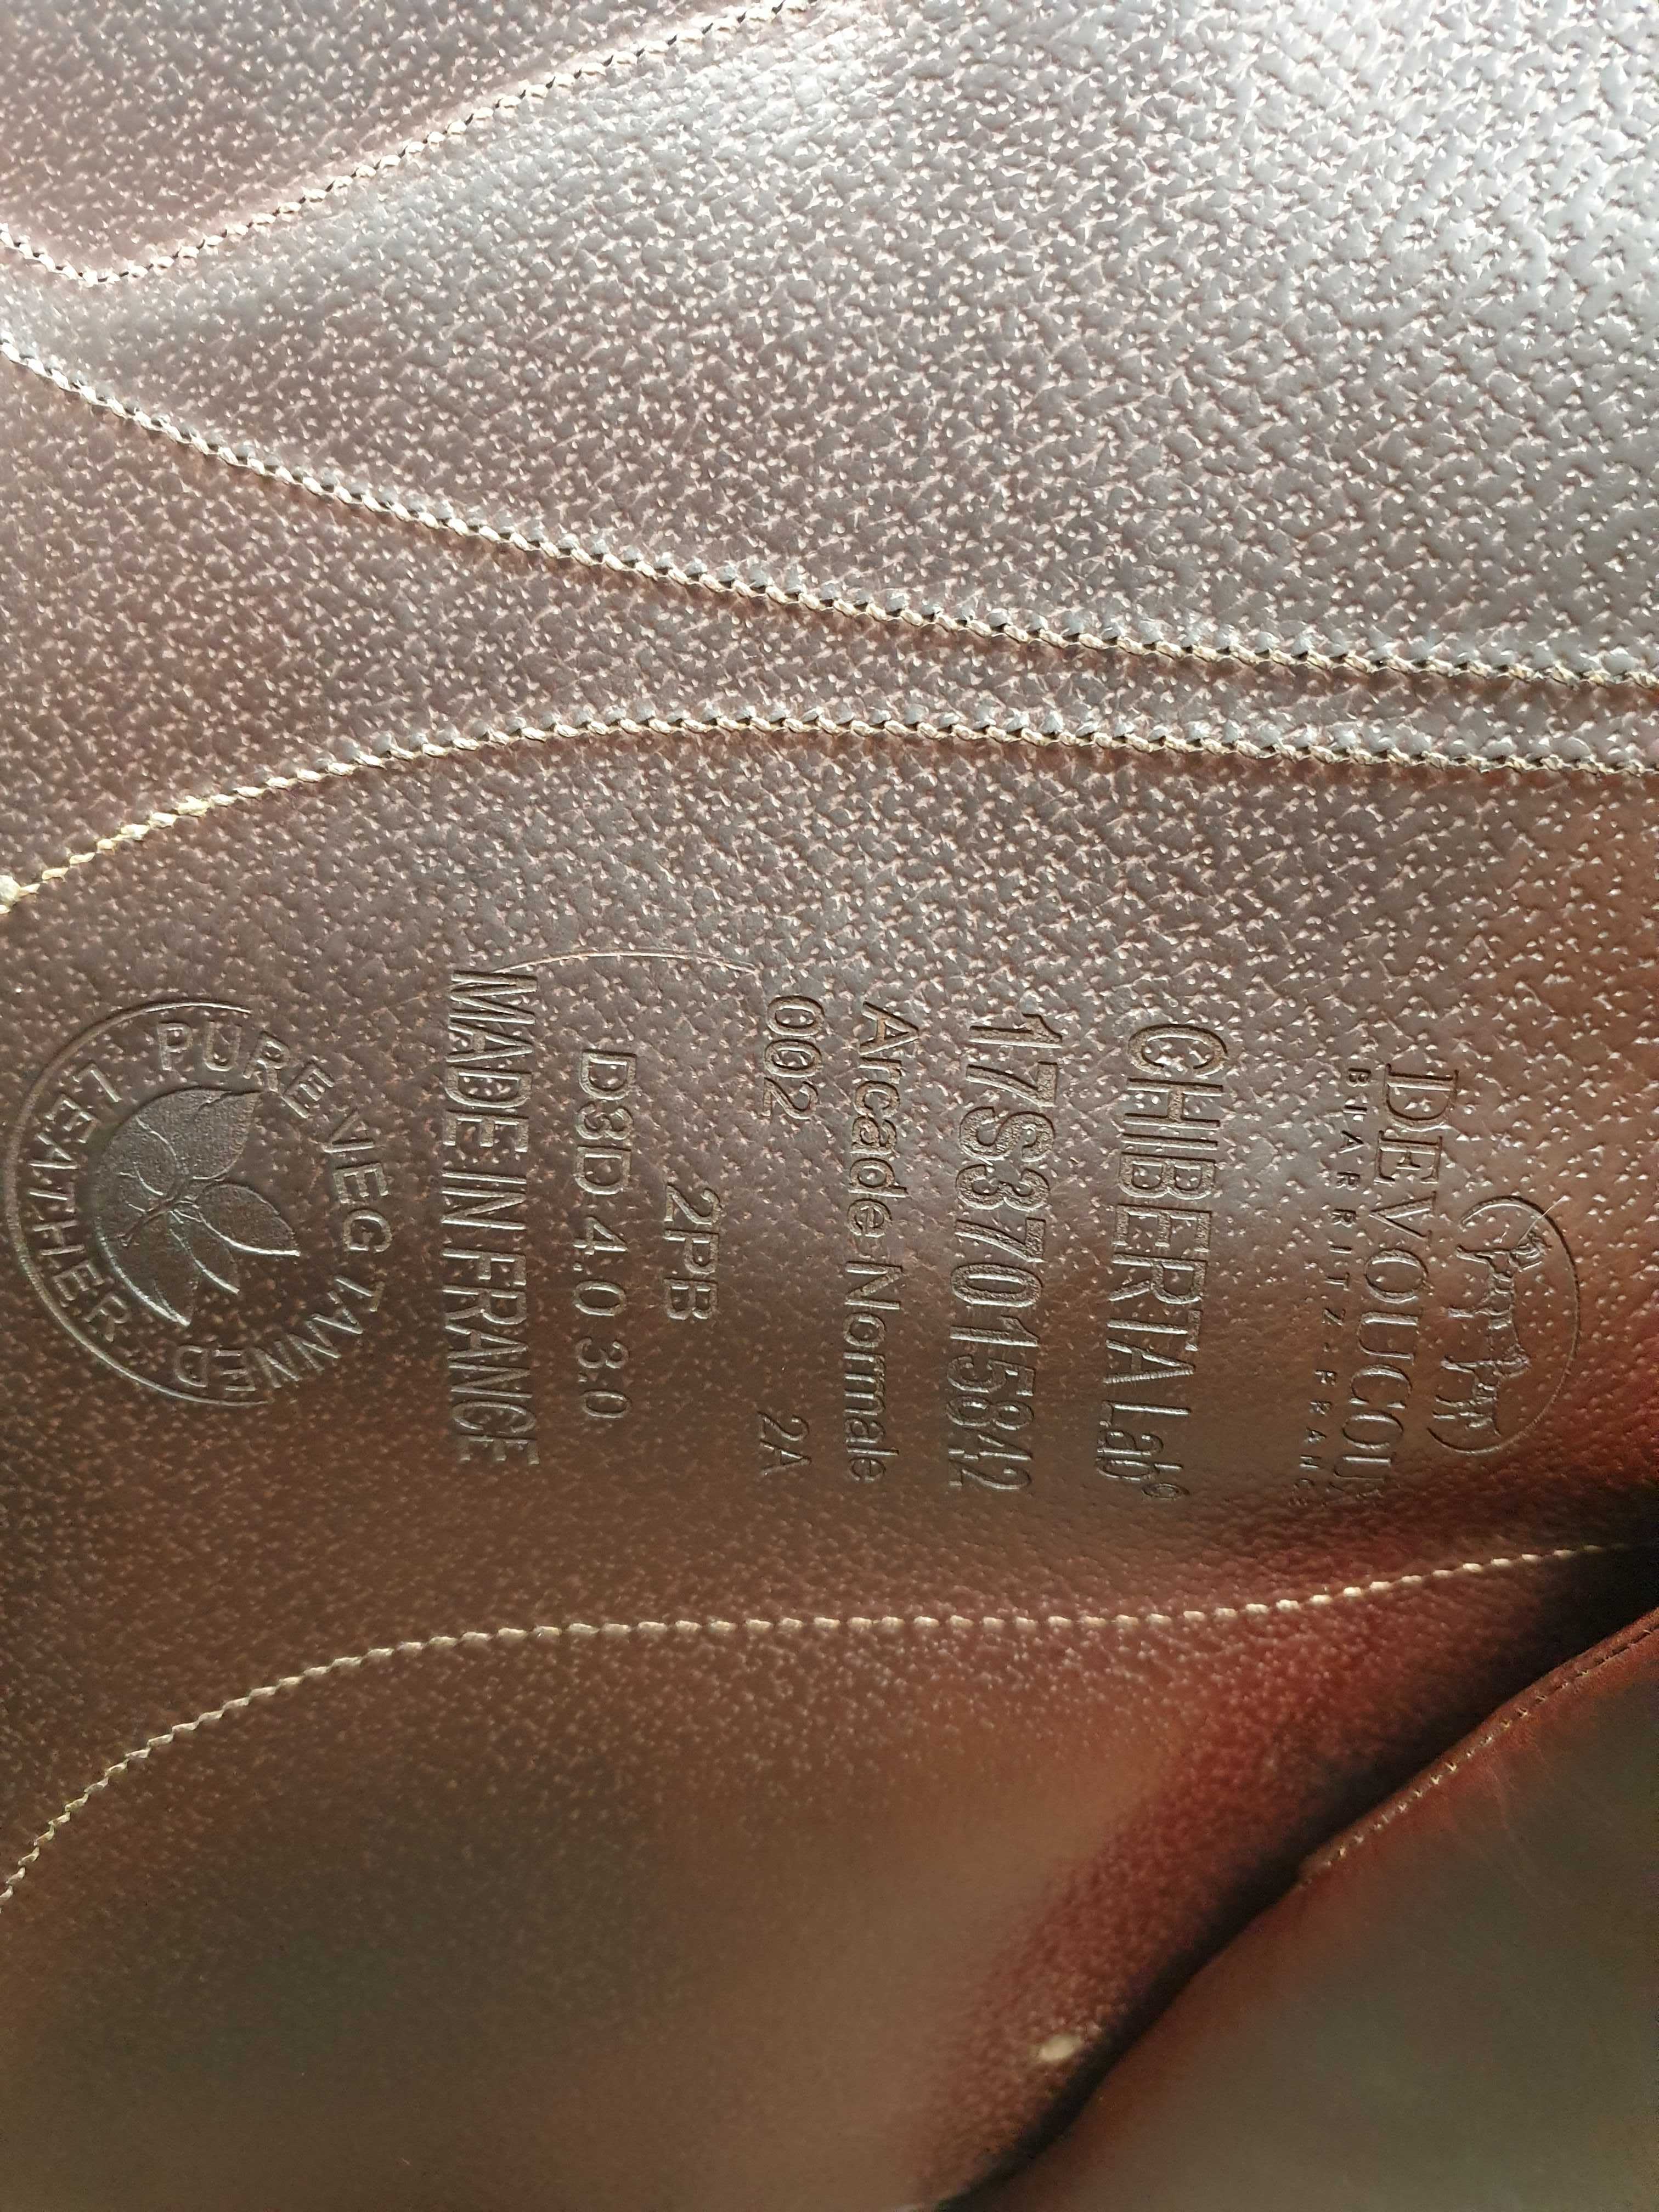 DEVOUCOUX
BIARRITZ-FRANCE
CHIBERTA Lab°
17S37015842
Arcade Normale
002 2A
2PB
D3D 4.0 3.0
MADE IN FRANCE
PURE VEG TANNED
LEATHER